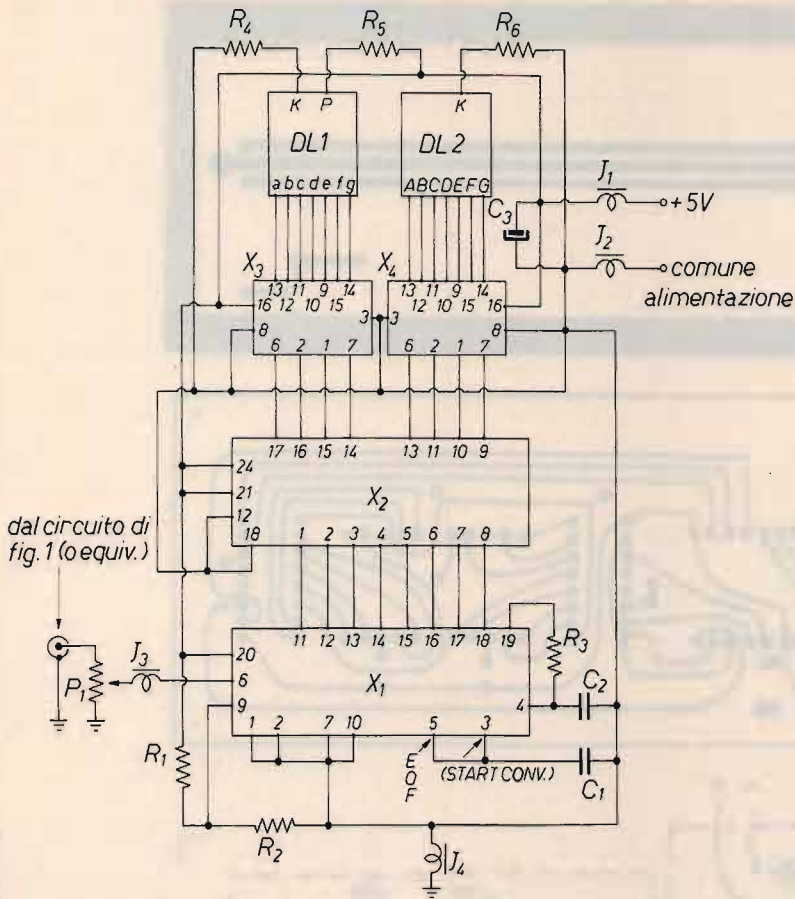 R4 R5 R6
K P K
DL1 DL2
a b c d e f g A B C D E F G
C3 J1 +5V
J2 comune alimentazione
X3 X4
13 12 11 10 9 15 14 13 12 11 10 9 15 14
16 3 3 16
8 8
6 2 1 7 6 2 1 7
17 16 15 14 13 11 10 9
24
21 X2
12
18 1 2 3 4 5 6 7 8
dal circuito di
fig. 1 (o equiv.)
11 12 13 14 15 16 17 18 19
R3
20
P1 J3 6 X1 4 C2
9
1 2 7 10 5 3
EOF (START CONV.)
C1
R1
R2
J4